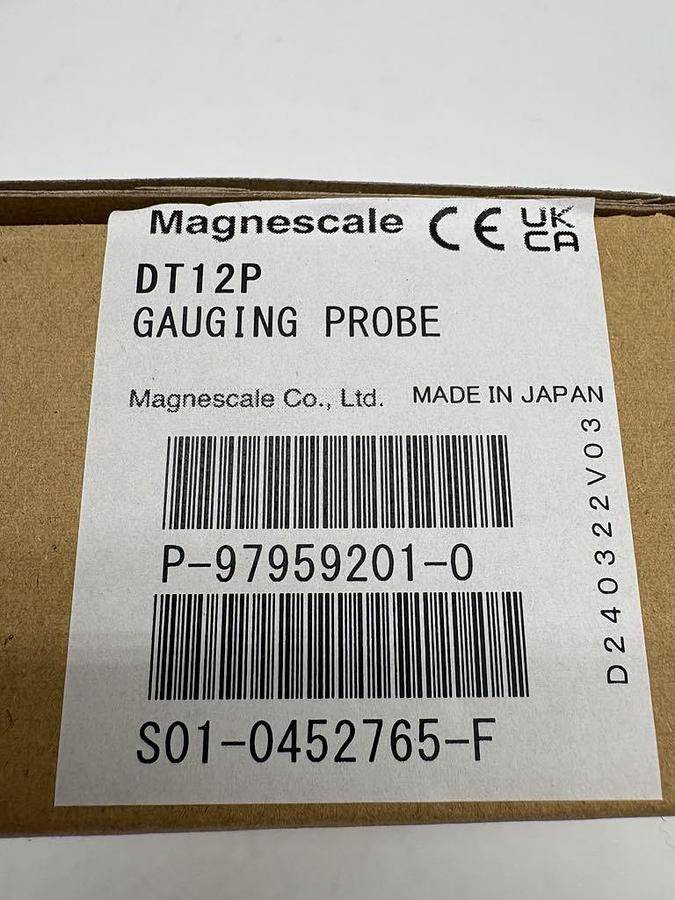 Magnescale CE UK
CA
DT12P
GAUGING PROBE
Magnescale Co., Ltd. MADE IN JAPAN
P-97959201-0
S01-0452765-F
D240322V03